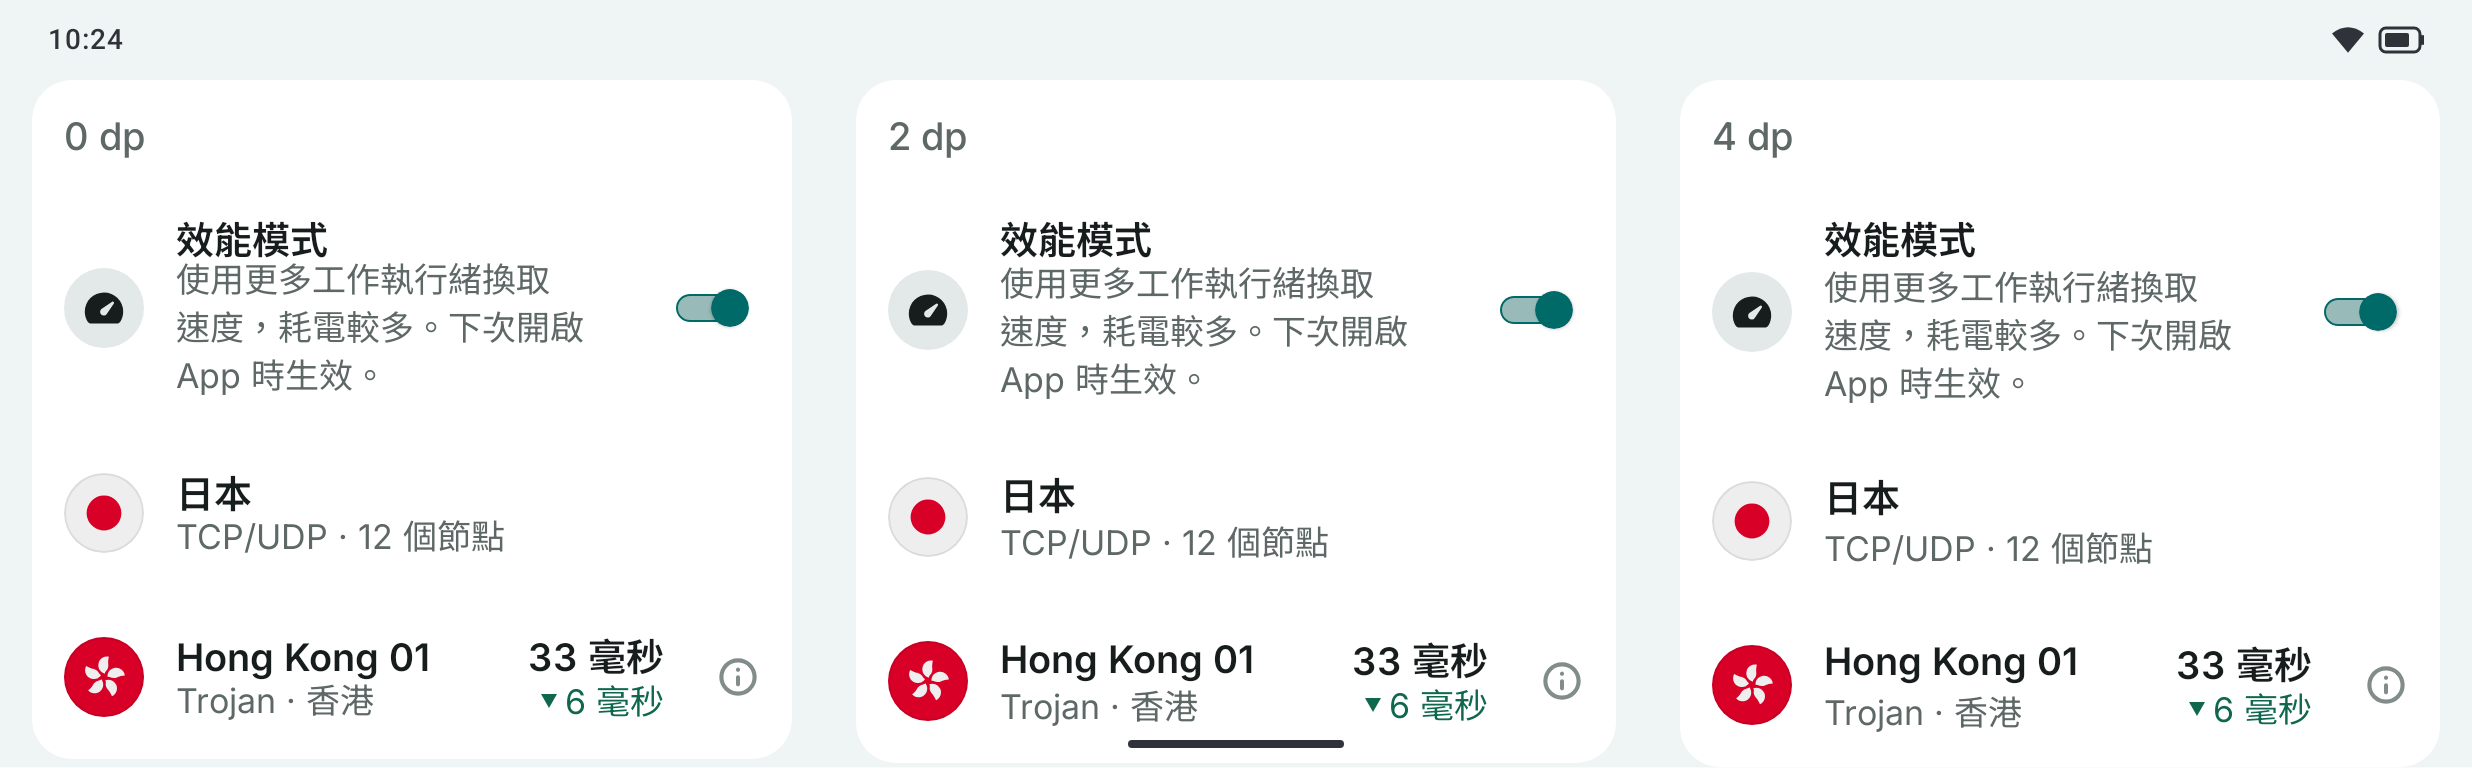 10:24
0 dp
效能模式
使用更多工作執行緒換取
速度，耗電較多。下次開啟
App 時生效。
日本
TCP/UDP · 12 個節點
Hong Kong 01
Trojan · 香港
33 毫秒
▼6 毫秒
2 dp
效能模式
使用更多工作執行緒換取
速度，耗電較多。下次開啟
App 時生效。
日本
TCP/UDP · 12 個節點
Hong Kong 01
Trojan · 香港
33 毫秒
▼6 毫秒
4 dp
效能模式
使用更多工作執行緒換取
速度，耗電較多。下次開啟
App 時生效。
日本
TCP/UDP · 12 個節點
Hong Kong 01
Trojan · 香港
33 毫秒
▼6 毫秒